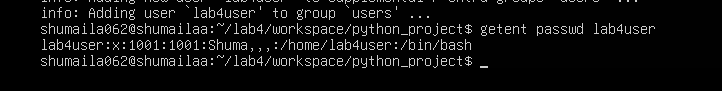 info: Adding user `lab4user' to group `users' ...
shumaila062@shumailaa:~/lab4/workspace/python_project$ getent passwd lab4user
lab4user:x:1001:1001:Shuma,,,:/home/lab4user:/bin/bash
shumaila062@shumailaa:~/lab4/workspace/python_project$ _